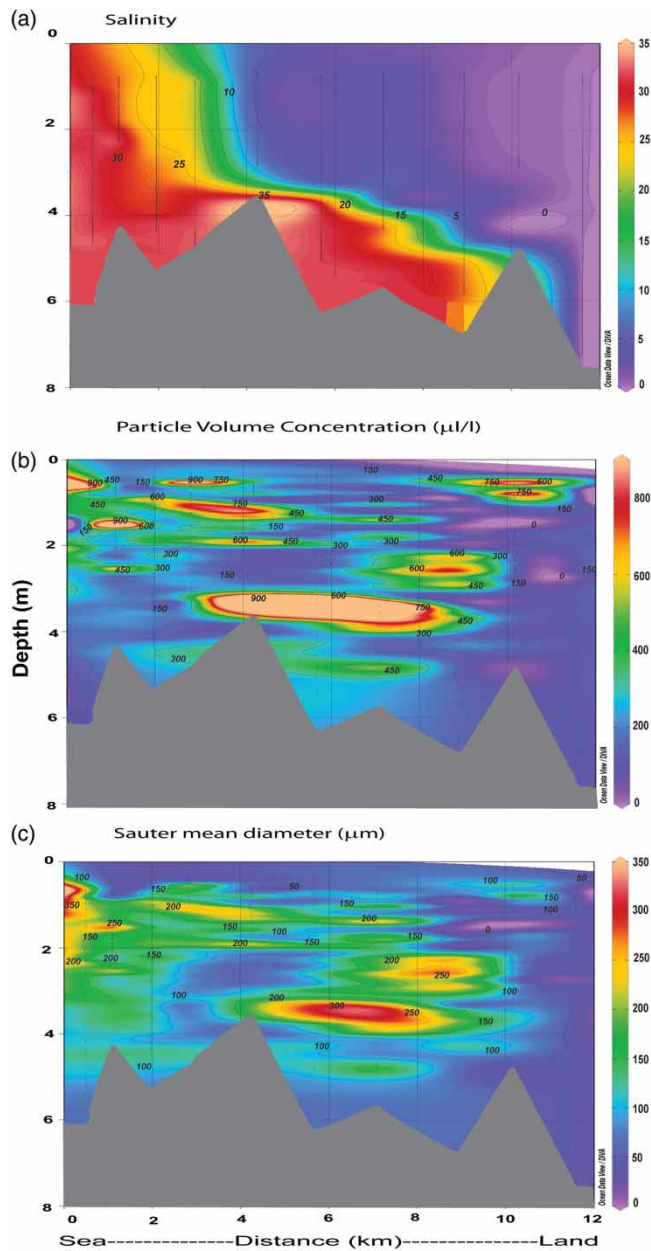 (a)
Salinity
0
2
4
6
8
10
30
25
35
20
15
5
0
35
30
25
20
15
10
5
0
Ocean Data View / DIVA
Particle Volume Concentration (µl/l)
(b)
0
2
4
6
8
Depth (m)
150
900 450 150 900 750 450 750 600
600 300 750
450 750 300 150
150 900 600 150 450 0
450 450 300
300 150 600 300 150
450 300 600 0
450
900 600 750
150 450
300
300 450
800
600
400
200
0
Ocean Data View / DIVA
(c)
Sauter mean diameter (µm)
0
2
4
6
8
100 150 50 100 50
350 200 150 100
250 150 100 200 0
150 200 150
200 200 200
150 250
100 100
200 300 250 150
100 100
100
350
300
250
200
150
100
50
0
Ocean Data View / DIVA
0 2 4 6 8 10 12
Sea------------Distance (km)------------Land